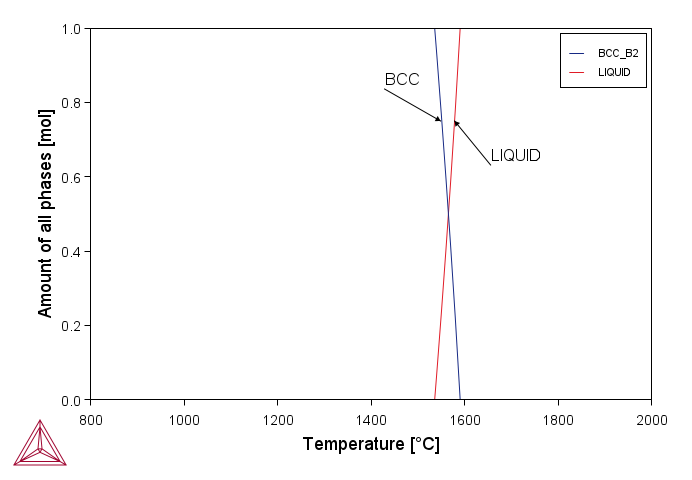 1.0
BCC_B2
LIQUID
BCC
0.8
LIQUID
0.6
0.4
0.2
0.0
800 1000 1200 1400 1600 1800 2000
Temperature [°C]
Amount of all phases [mol]